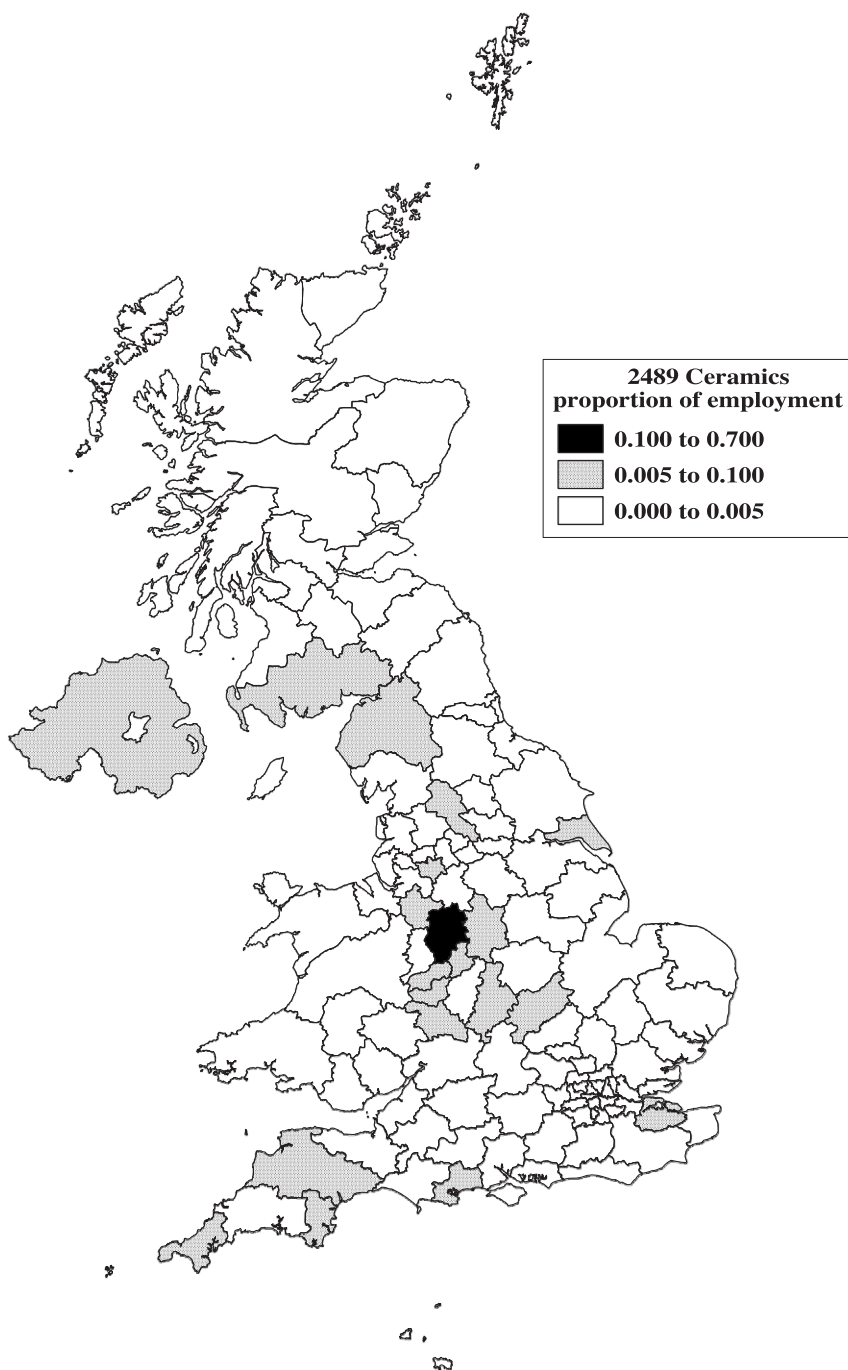 2489 Ceramics
proportion of employment
0.100 to 0.700
0.005 to 0.100
0.000 to 0.005